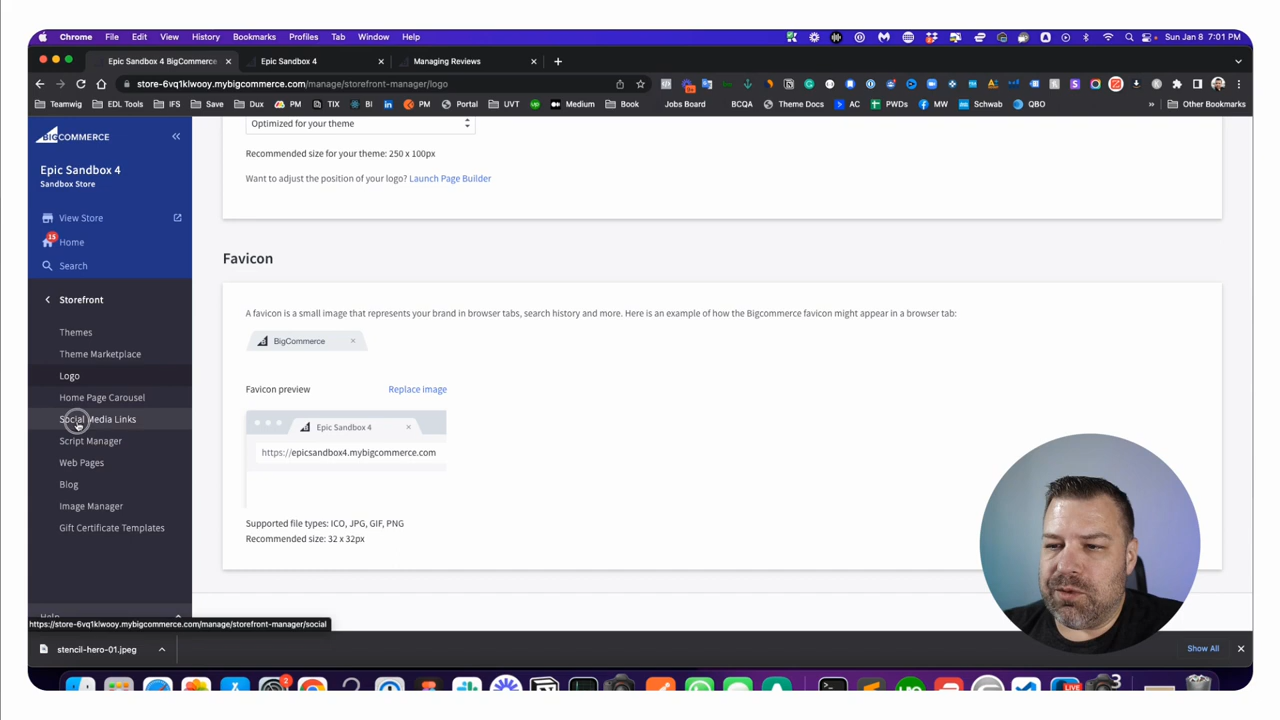 Chrome File Edit View History Bookmarks Profiles Tab Window Help Sun Jan 8 7:01 PM
Epic Sandbox 4 BigCommerce × Epic Sandbox 4 × Managing Reviews × +
store-6vq1klwooy.mybigcommerce.com/manage/storefront-manager/logo
Teamwig EDL Tools IFS Save Dux PM TIX BI PM Portal UVT Medium Book Jobs Board BCQA Theme Docs AC PWDs MW Schwab QBO » Other Bookmarks
BIGCOMMERCE
Epic Sandbox 4
Sandbox Store
View Store
15
Home
Search
Storefront
Themes
Theme Marketplace
Logo
Home Page Carousel
Social Media Links
Script Manager
Web Pages
Blog
Image Manager
Gift Certificate Templates
Help
Optimized for your theme
Recommended size for your theme: 250 x 100px
Want to adjust the position of your logo? Launch Page Builder
Favicon
A favicon is a small image that represents your brand in browser tabs, search history and more. Here is an example of how the Bigcommerce favicon might appear in a browser tab:
BigCommerce ×
Favicon preview Replace image
Epic Sandbox 4 ×
https://epicsandbox4.mybigcommerce.com
Supported file types: ICO, JPG, GIF, PNG
Recommended size: 32 x 32px
https://store-6vq1klwooy.mybigcommerce.com/manage/storefront-manager/social
stencil-hero-01.jpeg Show All ×
2 LIVE 3